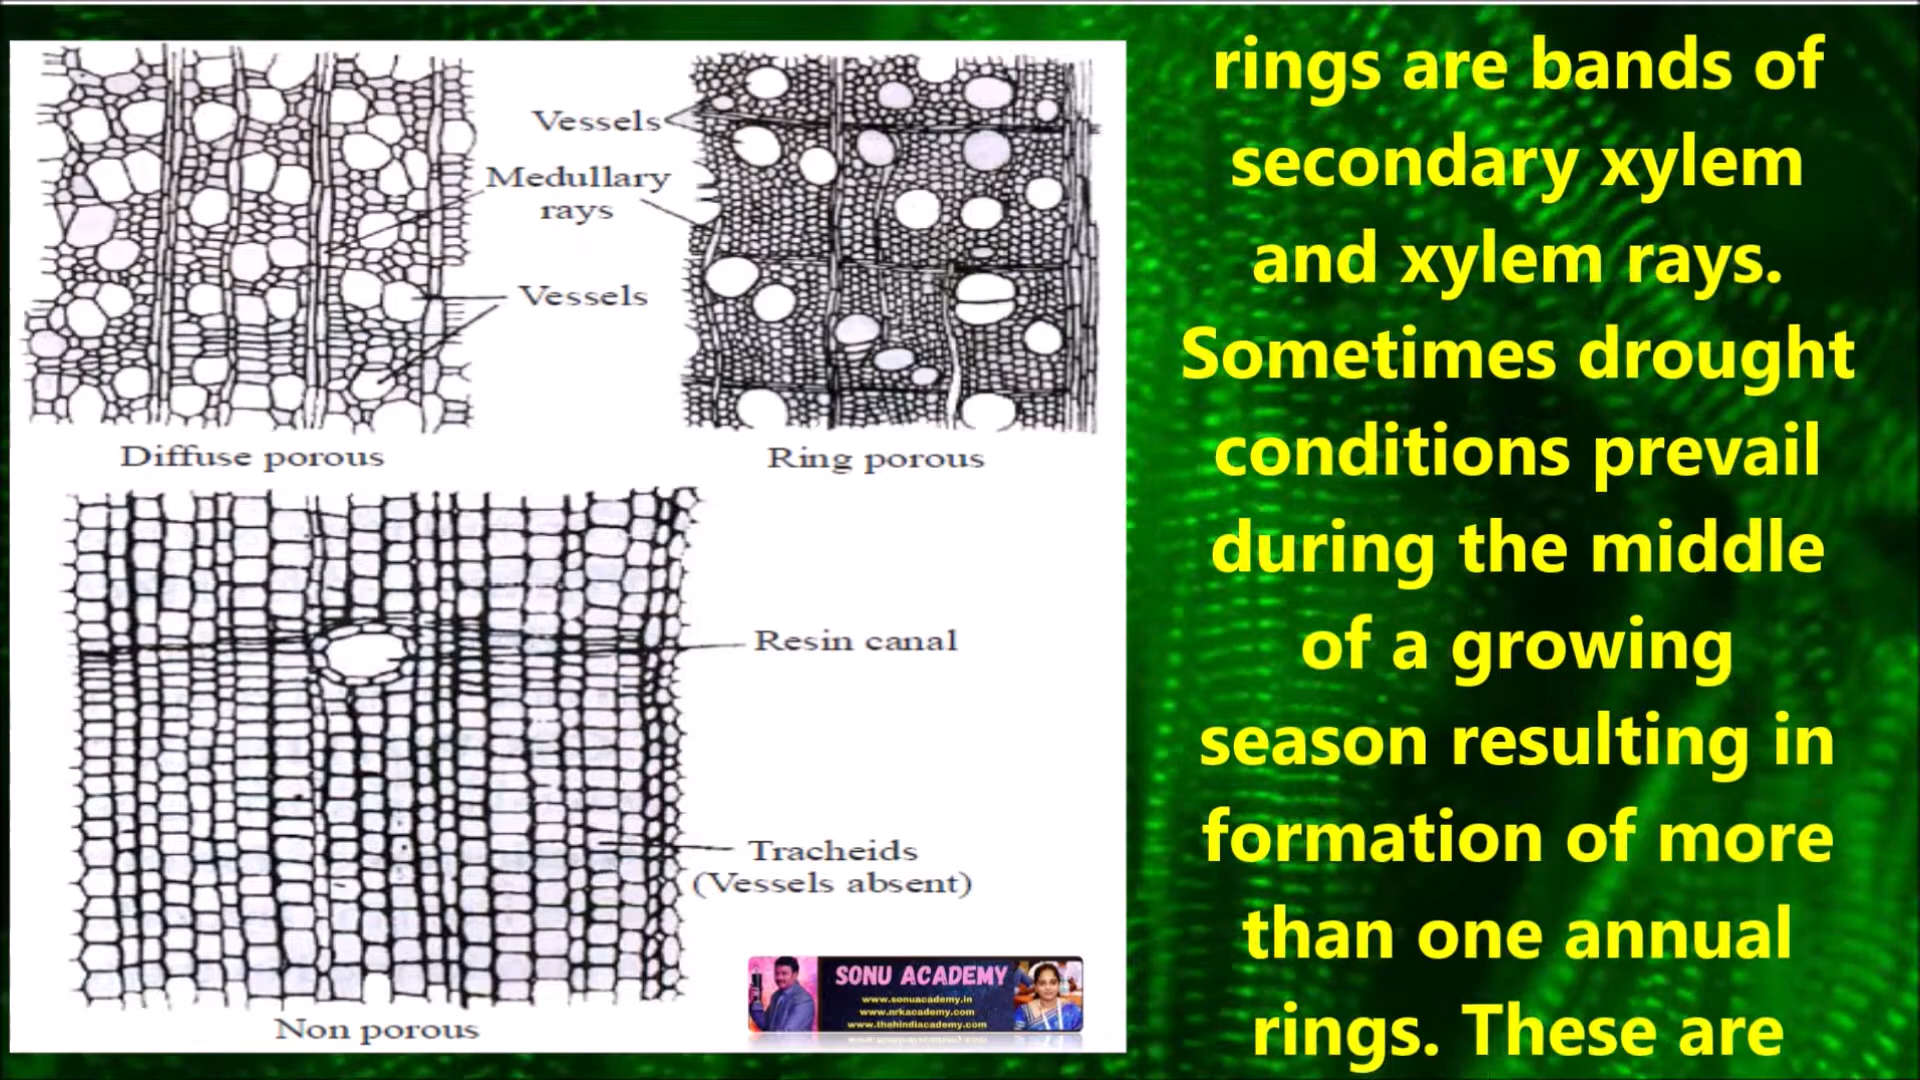 Vessels
Medullary
rays
Vessels
Diffuse porous
Ring porous
Resin canal
Tracheids
(Vessels absent)
Non porous
SONU ACADEMY
www.sonuacademy.in
www.nrkacademy.com
www.thehindiacademy.com
rings are bands of
secondary xylem
and xylem rays.
Sometimes drought
conditions prevail
during the middle
of a growing
season resulting in
formation of more
than one annual
rings. These are